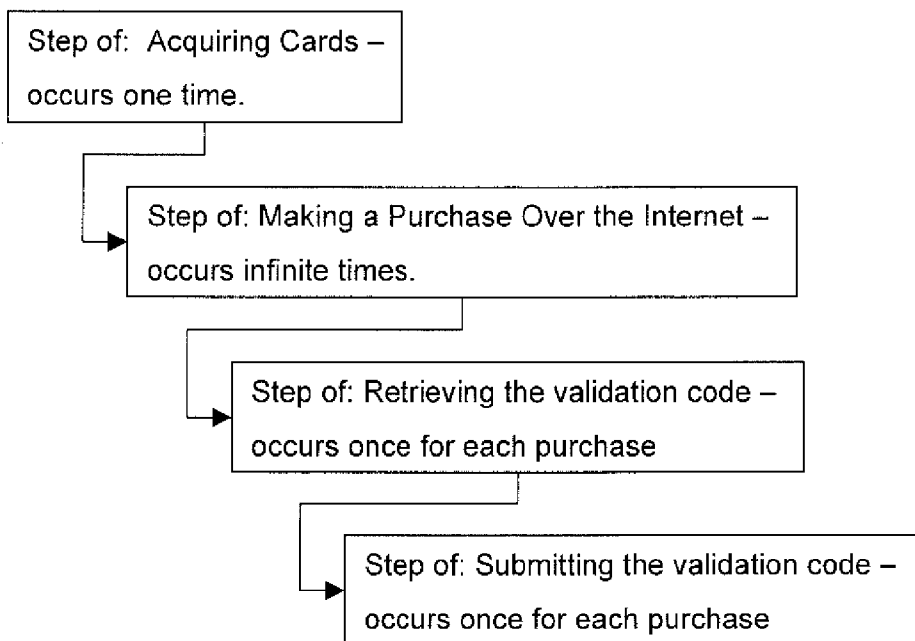 Step of:  Acquiring Cards –
occurs one time.
Step of: Making a Purchase Over the Internet –
occurs infinite times.
Step of: Retrieving the validation code –
occurs once for each purchase
Step of: Submitting the validation code –
occurs once for each purchase